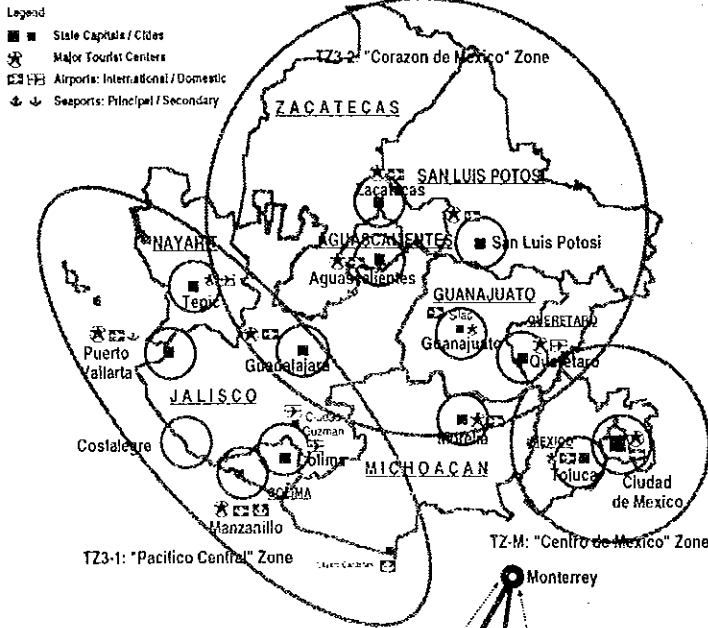 Legend
State Capitals / Cities
Major Tourist Centers
Airports: International / Domestic
Seaports: Principal / Secondary
TZ3-2: "Corazon de Mexico" Zone
ZACATECAS
SAN LUIS POTOSI
Zacatecas
NAYARIT
AGUASCALIENTES
San Luis Potosi
Aguascalientes
Tepic
GUANAJUATO
Silao
QUERETARO
Guanajuato
Puerto
Vallarta
Guadalajara
Queretaro
JALISCO
Ciudad
Guzman
Costalegre
Colima
Morelia
MEXICO
MICHOACAN
Toluca
Ciudad
de Mexico
COLIMA
Manzanillo
TZ3-1: "Pacifico Central" Zone
TZ-M: "Centro de Mexico" Zone
Monterrey